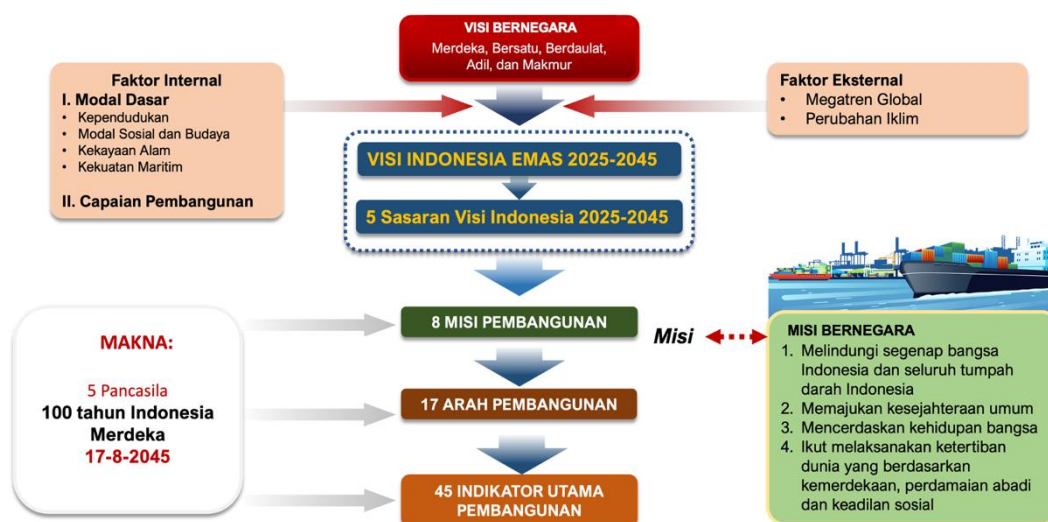 VISI BERNEGARA
Merdeka, Bersatu, Berdaulat,
Adil, dan Makmur
Faktor Internal
I. Modal Dasar
• Kependudukan
• Modal Sosial dan Budaya
• Kekayaan Alam
• Kekuatan Maritim
II. Capaian Pembangunan
Faktor Eksternal
• Megatren Global
• Perubahan Iklim
VISI INDONESIA EMAS 2025-2045
5 Sasaran Visi Indonesia 2025-2045
MAKNA:
5 Pancasila
100 tahun Indonesia
Merdeka
17-8-2045
8 MISI PEMBANGUNAN
17 ARAH PEMBANGUNAN
45 INDIKATOR UTAMA
PEMBANGUNAN
Misi
MISI BERNEGARA
1. Melindungi segenap bangsa
Indonesia dan seluruh tumpah
darah Indonesia
2. Memajukan kesejahteraan umum
3. Mencerdaskan kehidupan bangsa
4. Ikut melaksanakan ketertiban
dunia yang berdasarkan
kemerdekaan, perdamaian abadi
dan keadilan sosial